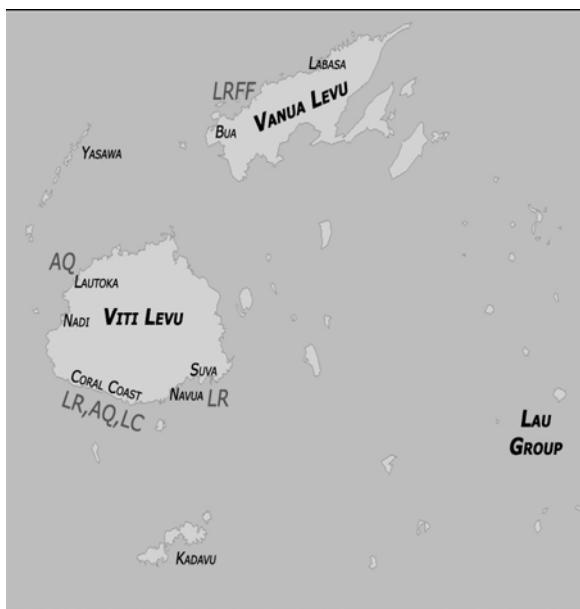 LABASA
LRFF
VANUA LEVU
BUA
YASAWA
AQ
LAUTOKA
NADI
VITI LEVU
SUVA
CORAL COAST
NAVUA
LR
LR,AQ,LC
LAU
GROUP
KADAVU